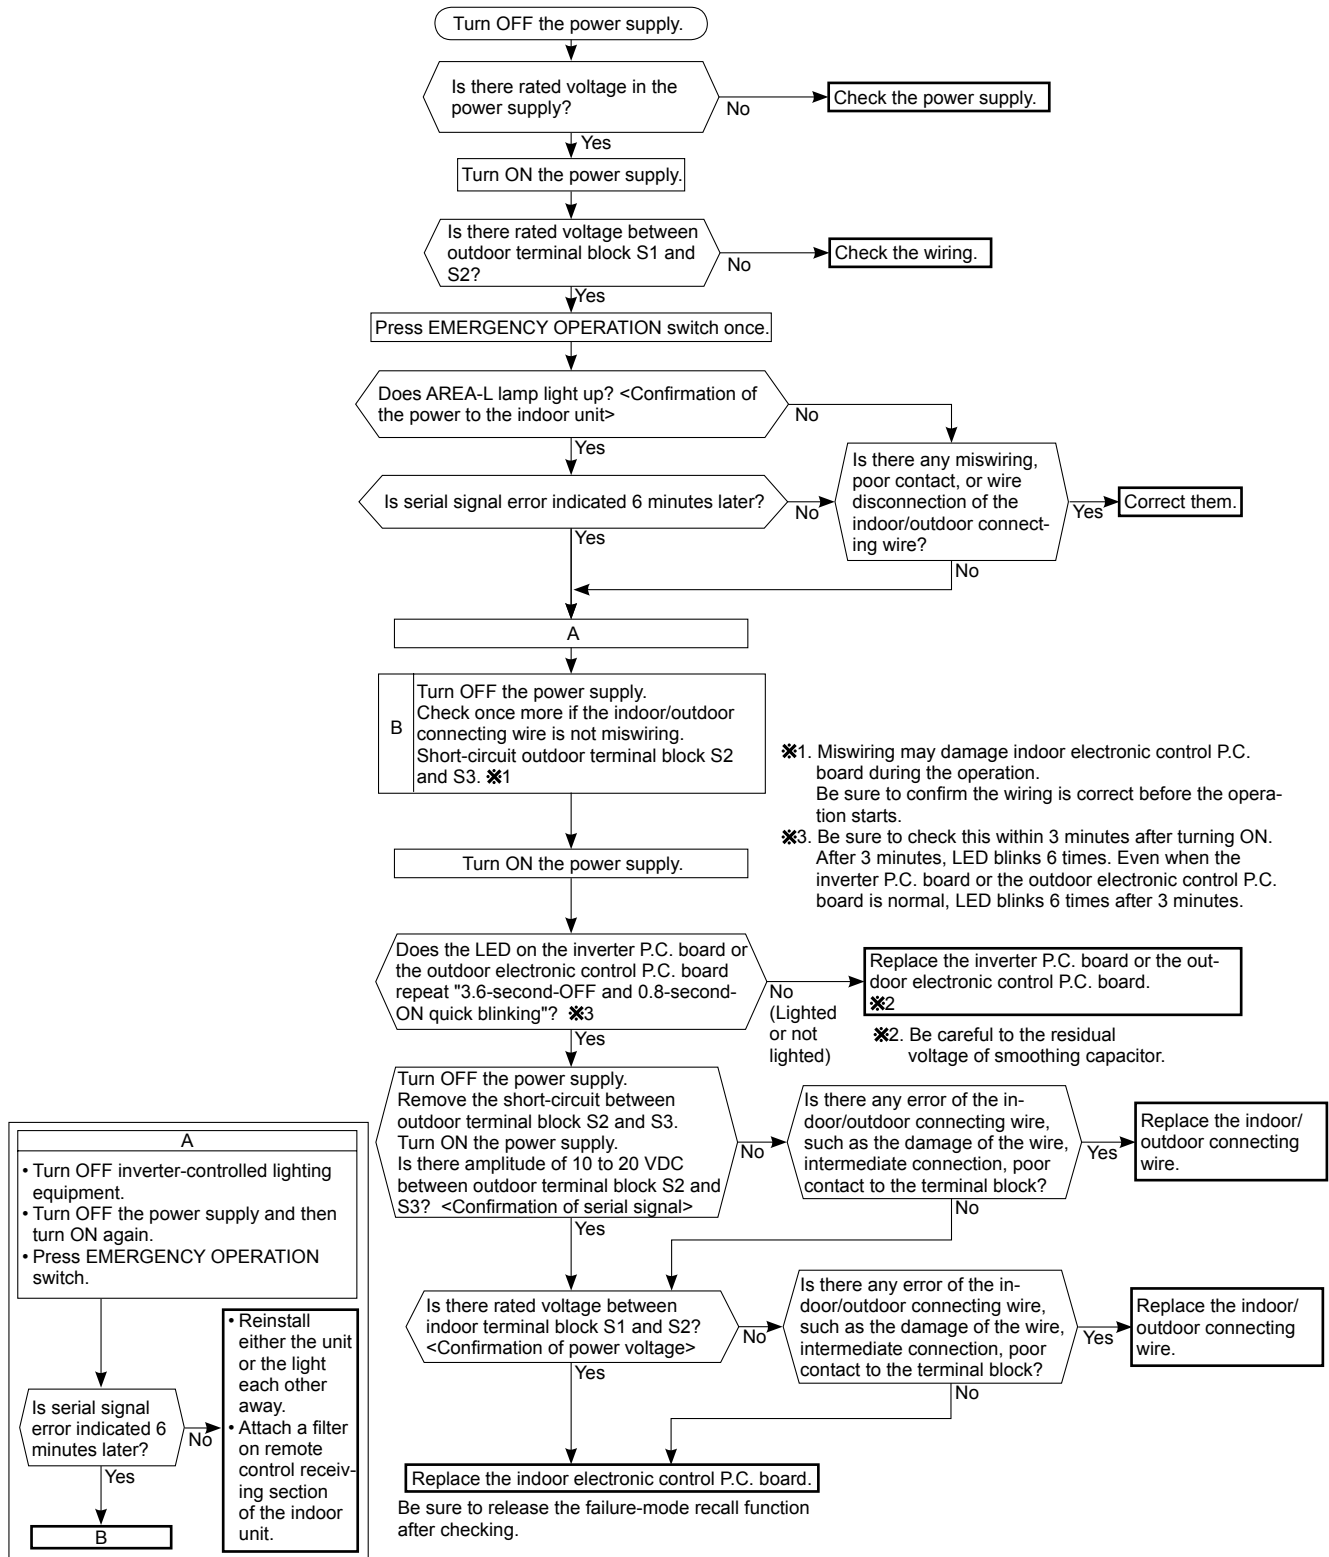 Turn OFF the power supply.
Is there rated voltage in the
power supply?
No
Check the power supply.
Yes
Turn ON the power supply.
Is there rated voltage between
outdoor terminal block S1 and
S2?
No
Check the wiring.
Yes
Press EMERGENCY OPERATION switch once.
Does AREA-L lamp light up? <Confirmation of
the power to the indoor unit>
No
Yes
Is there any miswiring,
poor contact, or wire
disconnection of the
indoor/outdoor connect-
ing wire?
Yes
Correct them.
No
Is serial signal error indicated 6 minutes later?
No
Yes
A
B
Turn OFF the power supply.
Check once more if the indoor/outdoor
connecting wire is not miswiring.
Short-circuit outdoor terminal block S2
and S3. ※1
※1. Miswiring may damage indoor electronic control P.C.
board during the operation.
Be sure to confirm the wiring is correct before the opera-
tion starts.
※3. Be sure to check this within 3 minutes after turning ON.
After 3 minutes, LED blinks 6 times. Even when the
inverter P.C. board or the outdoor electronic control P.C.
board is normal, LED blinks 6 times after 3 minutes.
Turn ON the power supply.
Does the LED on the inverter P.C. board or
the outdoor electronic control P.C. board
repeat "3.6-second-OFF and 0.8-second-
ON quick blinking"? ※3
No
(Lighted
or not
lighted)
Replace the inverter P.C. board or the out-
door electronic control P.C. board.
※2
※2. Be careful to the residual
voltage of smoothing capacitor.
Yes
Turn OFF the power supply.
Remove the short-circuit between
outdoor terminal block S2 and S3.
Turn ON the power supply.
Is there amplitude of 10 to 20 VDC
between outdoor terminal block S2 and
S3? <Confirmation of serial signal>
No
Is there any error of the in-
door/outdoor connecting wire,
such as the damage of the wire,
intermediate connection, poor
contact to the terminal block?
Yes
Replace the indoor/
outdoor connecting
wire.
No
Yes
Is there rated voltage between
indoor terminal block S1 and S2?
<Confirmation of power voltage>
No
Is there any error of the in-
door/outdoor connecting wire,
such as the damage of the wire,
intermediate connection, poor
contact to the terminal block?
Yes
Replace the indoor/
outdoor connecting
wire.
No
Yes
Replace the indoor electronic control P.C. board.
Be sure to release the failure-mode recall function
after checking.
A
• Turn OFF inverter-controlled lighting
equipment.
• Turn OFF the power supply and then
turn ON again.
• Press EMERGENCY OPERATION
switch.
Is serial signal
error indicated 6
minutes later?
No
• Reinstall
either the unit
or the light
each other
away.
• Attach a filter
on remote
control receiv-
ing section
of the indoor
unit.
Yes
B